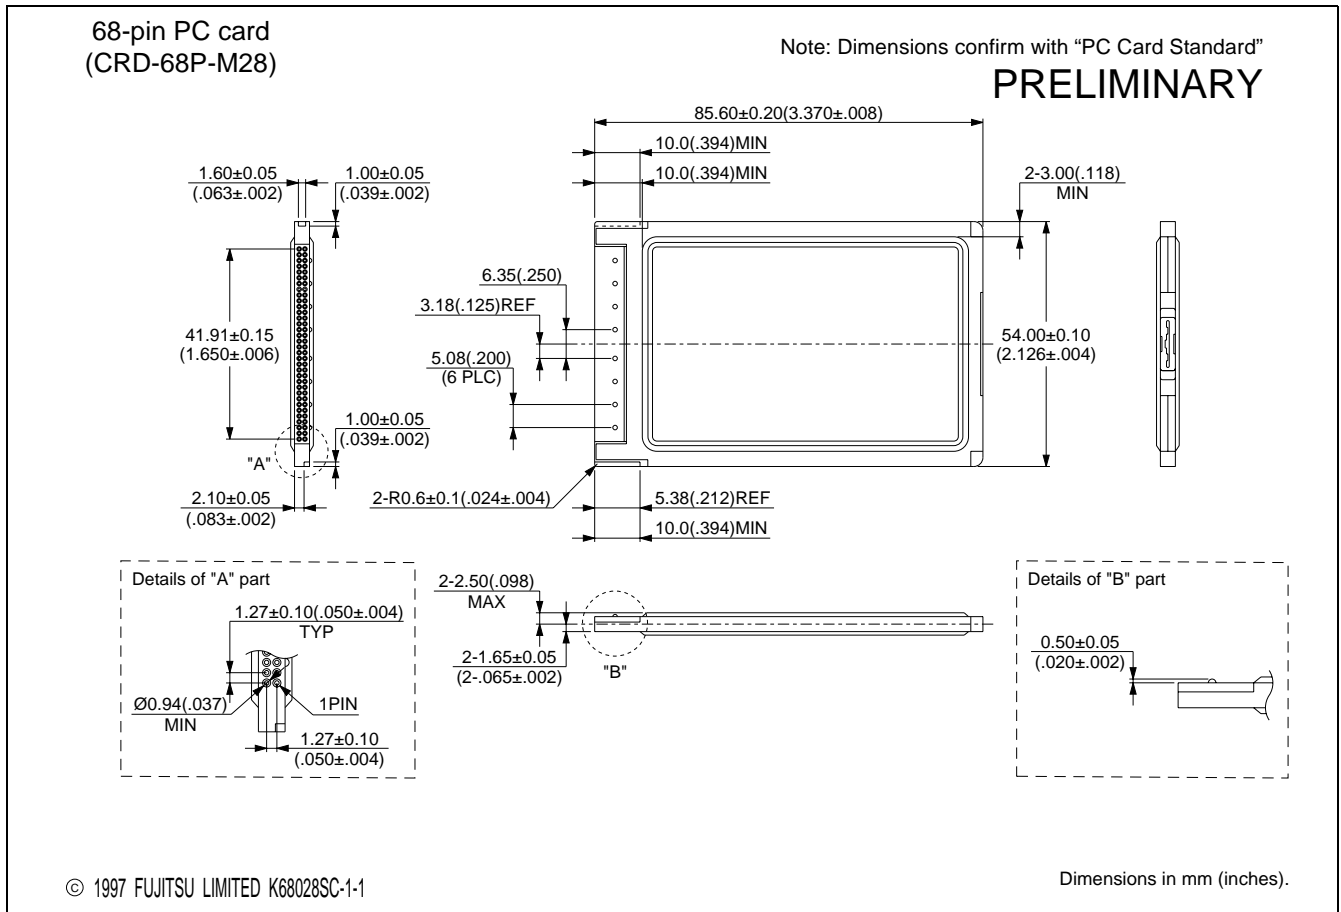 68-pin PC card
(CRD-68P-M28)
Note: Dimensions confirm with “PC Card Standard”
PRELIMINARY
85.60±0.20(3.370±.008)
10.0(.394)MIN
10.0(.394)MIN
1.60±0.05
(.063±.002)
1.00±0.05
(.039±.002)
2-3.00(.118)
MIN
6.35(.250)
3.18(.125)REF
41.91±0.15
(1.650±.006)
5.08(.200)
(6 PLC)
54.00±0.10
(2.126±.004)
1.00±0.05
(.039±.002)
"A"
2.10±0.05
(.083±.002)
2-R0.6±0.1(.024±.004)
5.38(.212)REF
10.0(.394)MIN
Details of "A" part
1.27±0.10(.050±.004)
TYP
Ø0.94(.037)
MIN
1PIN
1.27±0.10
(.050±.004)
2-2.50(.098)
MAX
2-1.65±0.05
(2-.065±.002)
"B"
Details of "B" part
0.50±0.05
(.020±.002)
© 1997 FUJITSU LIMITED K68028SC-1-1
Dimensions in mm (inches).